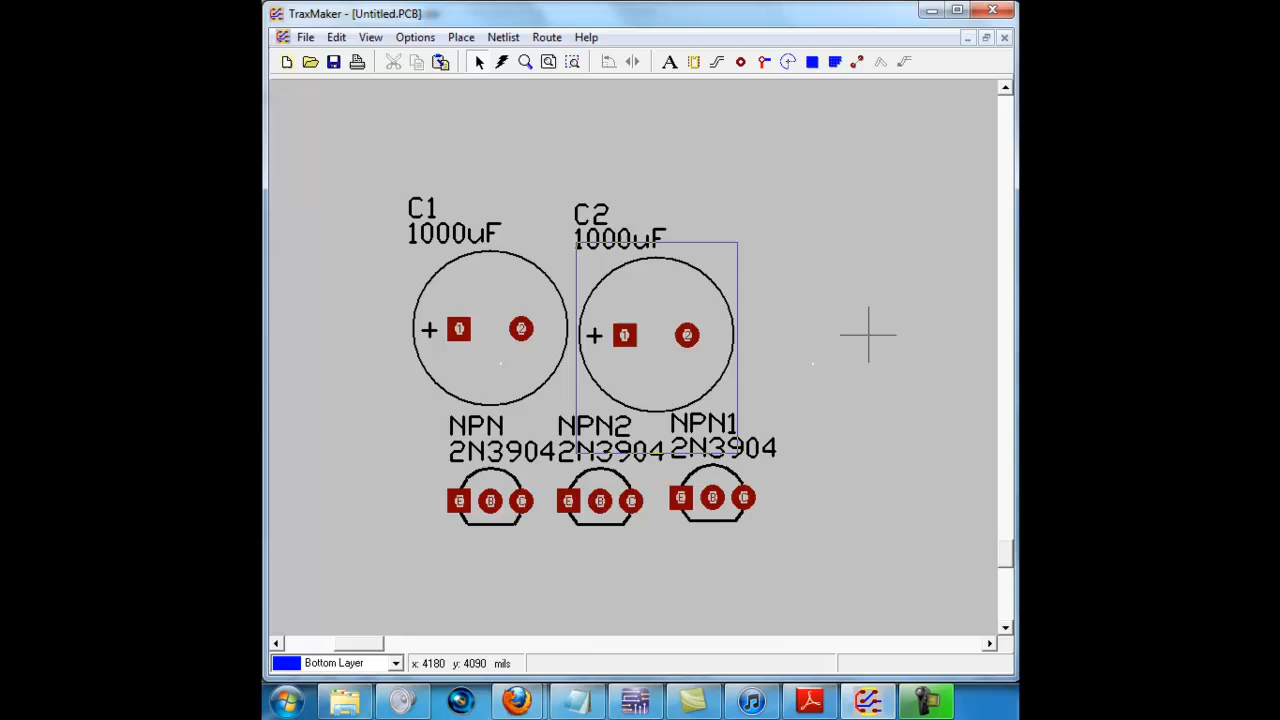 TraxMaker - [Untitled.PCB]
File Edit View Options Place Netlist Route Help
A
C1
1000uF
C2
1000uF
+ 1 2
+ 1 2
NPN
2N3904
NPN2
2N3904
NPN1
2N3904
E B C
E B C
E B C
Bottom Layer x: 4180 y: 4090 mils